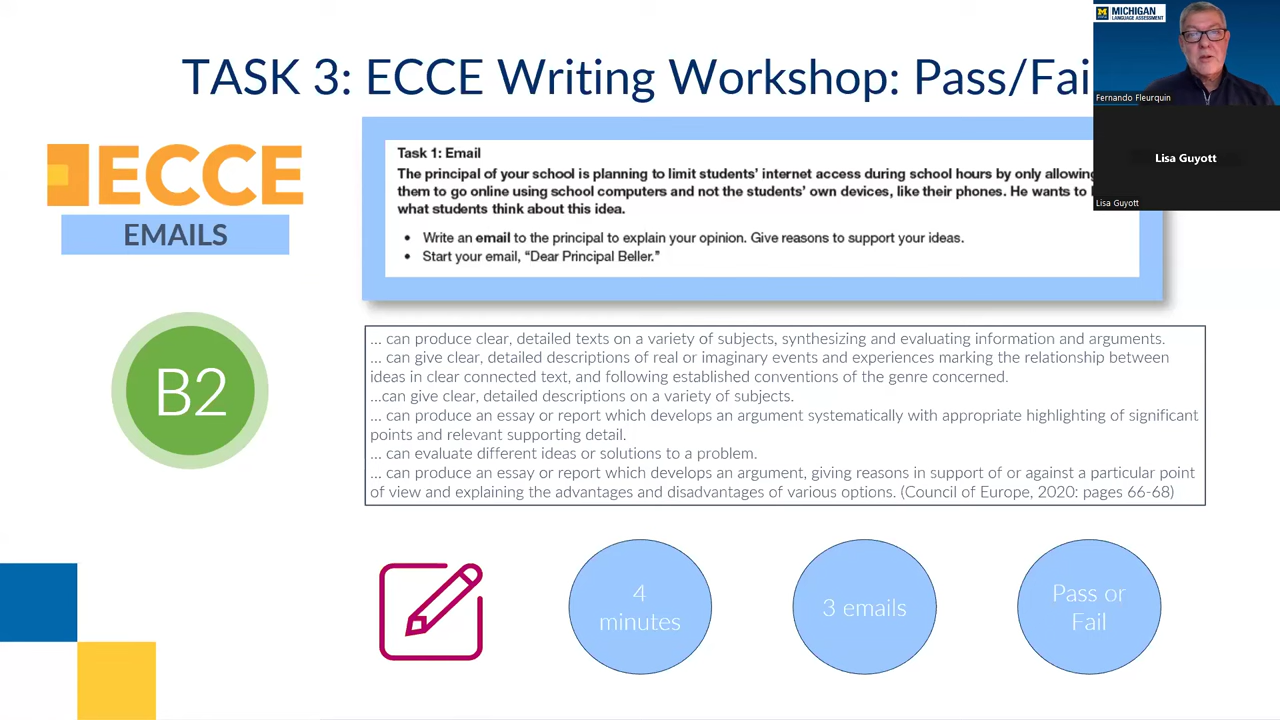 TASK 3: ECCE Writing Workshop: Pass/Fai
MICHIGAN
LANGUAGE ASSESSMENT
Fernando Fleurquin
Lisa Guyott
Lisa Guyott
ECCE
EMAILS
Task 1: Email
The principal of your school is planning to limit students' internet access during school hours by only allowing
them to go online using school computers and not the students' own devices, like their phones. He wants to
what students think about this idea.
• Write an email to the principal to explain your opinion. Give reasons to support your ideas.
• Start your email, “Dear Principal Beller.”
B2
... can produce clear, detailed texts on a variety of subjects, synthesizing and evaluating information and arguments.
... can give clear, detailed descriptions of real or imaginary events and experiences marking the relationship between
ideas in clear connected text, and following established conventions of the genre concerned.
...can give clear, detailed descriptions on a variety of subjects.
... can produce an essay or report which develops an argument systematically with appropriate highlighting of significant
points and relevant supporting detail.
... can evaluate different ideas or solutions to a problem.
... can produce an essay or report which develops an argument, giving reasons in support of or against a particular point
of view and explaining the advantages and disadvantages of various options. (Council of Europe, 2020: pages 66-68)
4
minutes
3 emails
Pass or
Fail